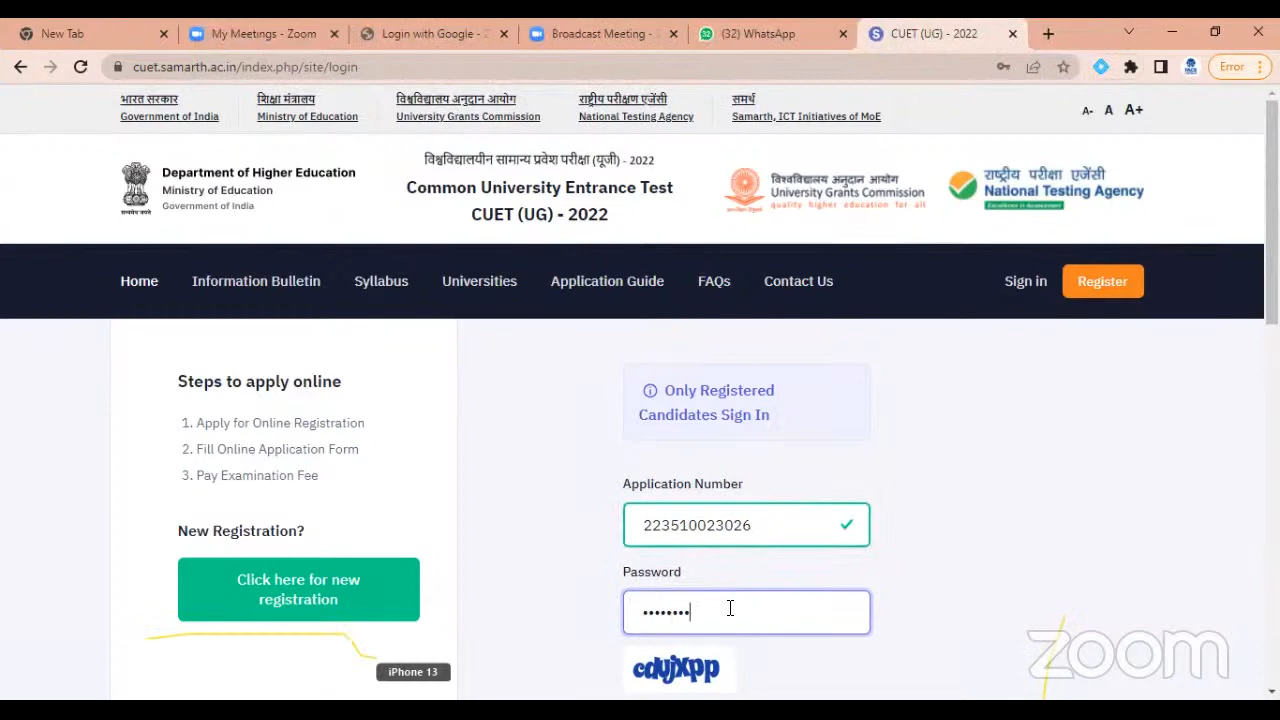 New Tab
My Meetings - Zoom
Login with Google -
Broadcast Meeting -
(32) WhatsApp
CUET (UG) - 2022
cuet.samarth.ac.in/index.php/site/login
Error
भारत सरकार
Government of India
शिक्षा मंत्रालय
Ministry of Education
विश्वविद्यालय अनुदान आयोग
University Grants Commission
राष्ट्रीय परीक्षण एजेंसी
National Testing Agency
समर्थ
Samarth, ICT Initiatives of MoE
A- A A+
Department of Higher Education
Ministry of Education
Government of India
विश्वविद्यालयीन सामान्य प्रवेश परीक्षा (यूजी) - 2022
Common University Entrance Test
CUET (UG) - 2022
विश्वविद्यालय अनुदान आयोग
University Grants Commission
quality higher education for all
राष्ट्रीय परीक्षा एजेंसी
National Testing Agency
Excellence in Assessment
Home Information Bulletin Syllabus Universities Application Guide FAQs Contact Us Sign in Register
Steps to apply online
1. Apply for Online Registration
2. Fill Online Application Form
3. Pay Examination Fee
New Registration?
Click here for new
registration
Only Registered
Candidates Sign In
Application Number
223510023026
Password
cdujxpp
iPhone 13
zoom